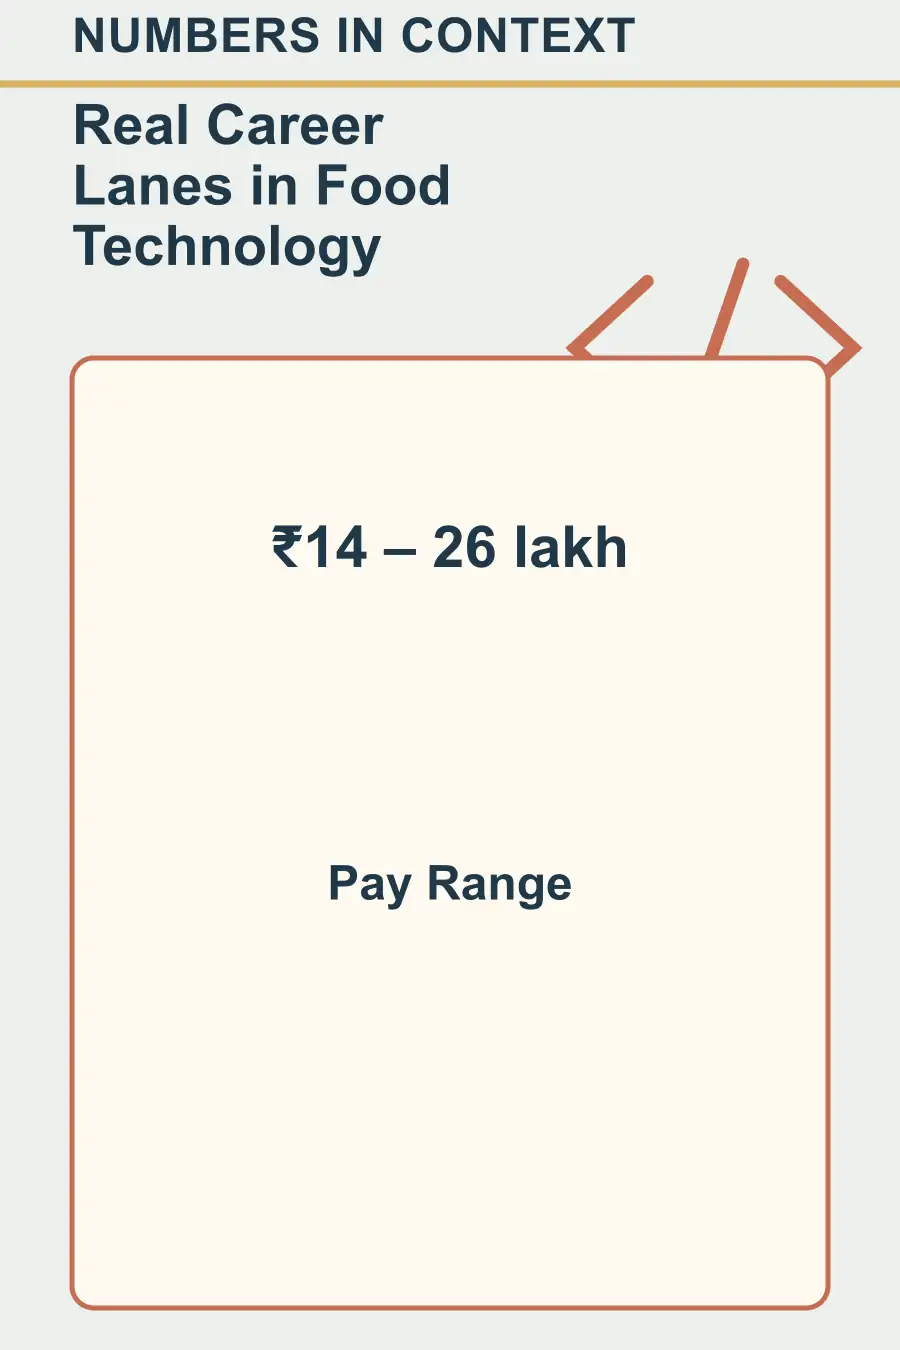 NUMBERS IN CONTEXT
Real Career
Lanes in Food
Technology
₹14 – 26 lakh
Pay Range